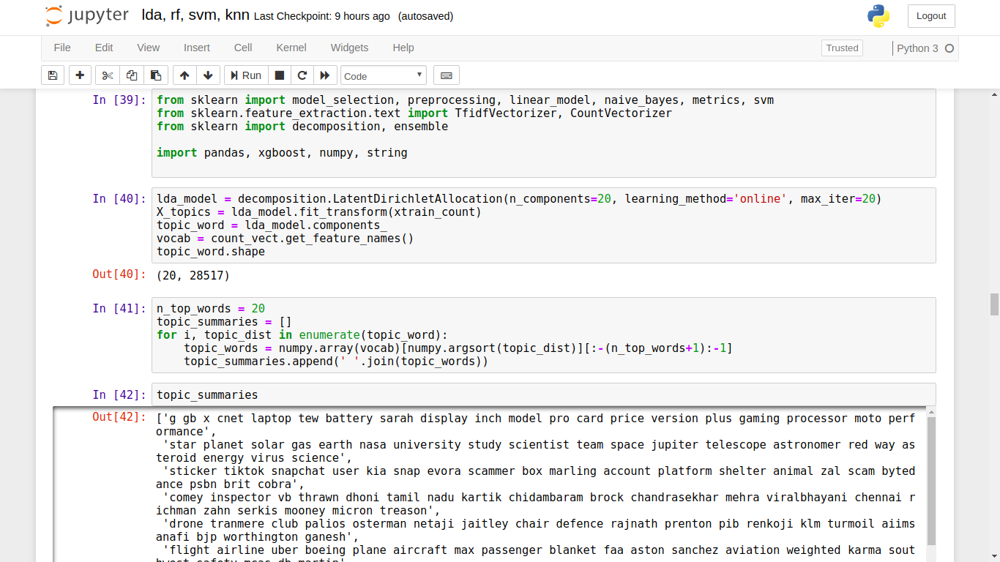 jupyter lda, rf, svm, knn Last Checkpoint: 9 hours ago (autosaved) Logout
File Edit View Insert Cell Kernel Widgets Help Trusted Python 3
Run Code
In [39]: from sklearn import model_selection, preprocessing, linear_model, naive_bayes, metrics, svm
from sklearn.feature_extraction.text import TfidfVectorizer, CountVectorizer
from sklearn import decomposition, ensemble
import pandas, xgboost, numpy, string
In [40]: lda_model = decomposition.LatentDirichletAllocation(n_components=20, learning_method='online', max_iter=20)
X_topics = lda_model.fit_transform(xtrain_count)
topic_word = lda_model.components_
vocab = count_vect.get_feature_names()
topic_word.shape
Out[40]: (20, 28517)
In [41]: n_top_words = 20
topic_summaries = []
for i, topic_dist in enumerate(topic_word):
    topic_words = numpy.array(vocab)[numpy.argsort(topic_dist)][:-(n_top_words+1):-1]
    topic_summaries.append(' '.join(topic_words))
In [42]: topic_summaries
Out[42]: ['g gb x cnet laptop tew battery sarah display inch model pro card price version plus gaming processor moto perf
ormance',
'star planet solar gas earth nasa university study scientist team space jupiter telescope astronomer red way as
teroid energy virus science',
'sticker tiktok snapchat user kia snap evora scammer box marling account platform shelter animal zal scam byted
ance psbn brit cobra',
'comey inspector vb thrawn dhoni tamil nadu kartik chidambaram brock chandrasekhar mehra viralbhayani chennai r
ichman zahn serkis mooney micron treason',
'drone tranmere club palios osterman netaji jaitley chair defence rajnath prenton pib renkoji klm turmoil aiims
anafi bjp worthington ganesh',
'flight airline uber boeing plane aircraft max passenger blanket faa aston sanchez aviation weighted karma sout
hwest safety mcas db martin'